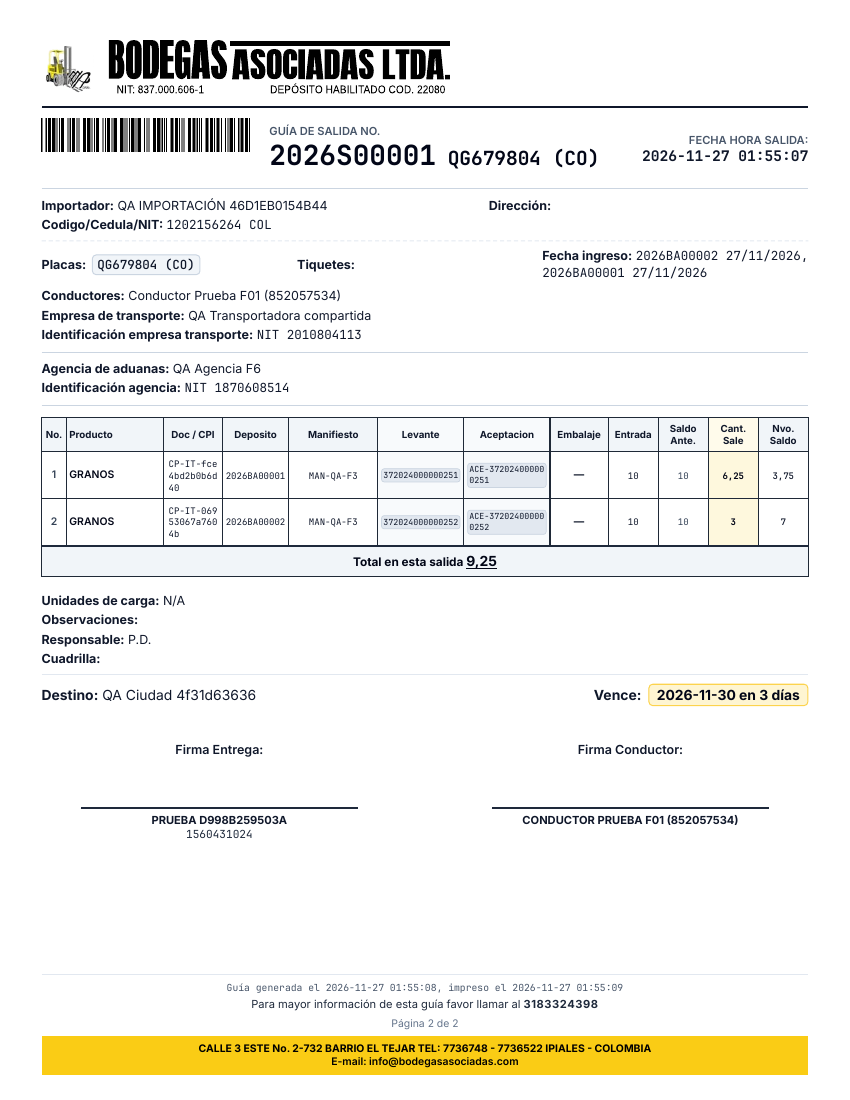 BODEGAS ASOCIADAS LTDA.
NIT: 837.000.606-1 DEPÓSITO HABILITADO COD. 22080
GUÍA DE SALIDA NO.
2026S00001 QG679804 (CO)
FECHA HORA SALIDA:
2026-11-27 01:55:07
Importador: QA IMPORTACIÓN 46D1EB0154B44
Dirección:
Codigo/Cedula/NIT: 1202156264 COL
Placas: QG679804 (CO)
Tiquetes:
Fecha ingreso: 2026BA00002 27/11/2026,
2026BA00001 27/11/2026
Conductores: Conductor Prueba F01 (852057534)
Empresa de transporte: QA Transportadora compartida
Identificación empresa transporte: NIT 2010804113
Agencia de aduanas: QA Agencia F6
Identificación agencia: NIT 1870608514
No. Producto Doc / CPI Deposito Manifiesto Levante Aceptacion Embalaje Entrada Saldo Ante. Cant. Sale Nvo. Saldo
1 GRANOS CP-IT-fce4bd2b0b6d40 2026BA00001 MAN-QA-F3 372024000000251 ACE-372024000000251 — 10 10 6,25 3,75
2 GRANOS CP-IT-06953067a7604b 2026BA00002 MAN-QA-F3 372024000000252 ACE-372024000000252 — 10 10 3 7
Total en esta salida 9,25
Unidades de carga: N/A
Observaciones:
Responsable: P.D.
Cuadrilla:
Destino: QA Ciudad 4f31d63636
Vence: 2026-11-30 en 3 días
Firma Entrega:
Firma Conductor:
PRUEBA D998B259503A
1560431024
CONDUCTOR PRUEBA F01 (852057534)
Guía generada el 2026-11-27 01:55:08, impreso el 2026-11-27 01:55:09
Para mayor información de esta guía favor llamar al 3183324398
Página 2 de 2
CALLE 3 ESTE No. 2-732 BARRIO EL TEJAR TEL: 7736748 - 7736522 IPIALES - COLOMBIA
E-mail: info@bodegasasociadas.com